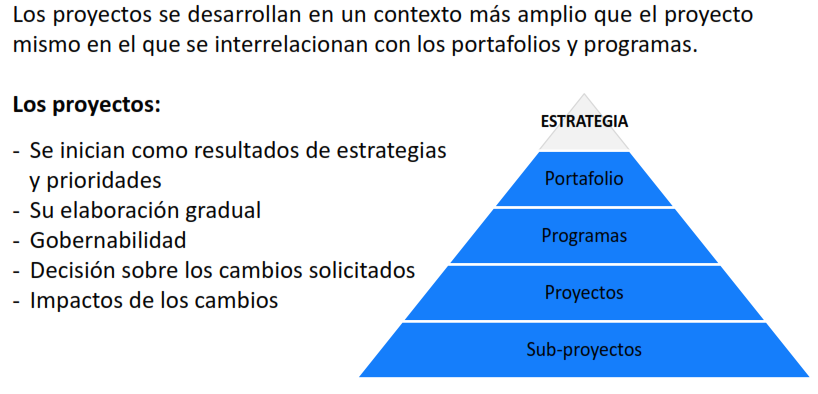 Los proyectos se desarrollan en un contexto más amplio que el proyecto
mismo en el que se interrelacionan con los portafolios y programas.
Los proyectos:
- Se inician como resultados de estrategias
y prioridades
- Su elaboración gradual
- Gobernabilidad
- Decisión sobre los cambios solicitados
- Impactos de los cambios
ESTRATEGIA
Portafolio
Programas
Proyectos
Sub-proyectos